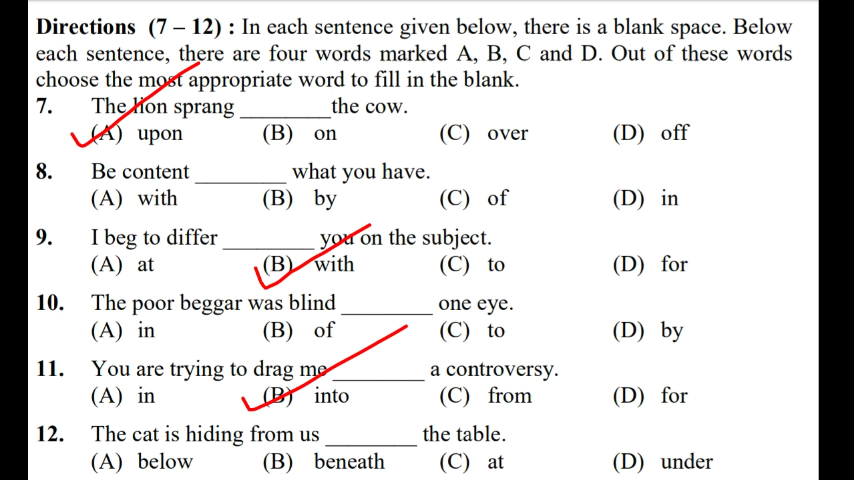 Directions (7 – 12) : In each sentence given below, there is a blank space. Below
each sentence, there are four words marked A, B, C and D. Out of these words
choose the most appropriate word to fill in the blank.
7. The lion sprang ________ the cow.
(A) upon (B) on (C) over (D) off
8. Be content ________ what you have.
(A) with (B) by (C) of (D) in
9. I beg to differ ________ you on the subject.
(A) at (B) with (C) to (D) for
10. The poor beggar was blind ________ one eye.
(A) in (B) of (C) to (D) by
11. You are trying to drag me ________ a controversy.
(A) in (B) into (C) from (D) for
12. The cat is hiding from us ________ the table.
(A) below (B) beneath (C) at (D) under